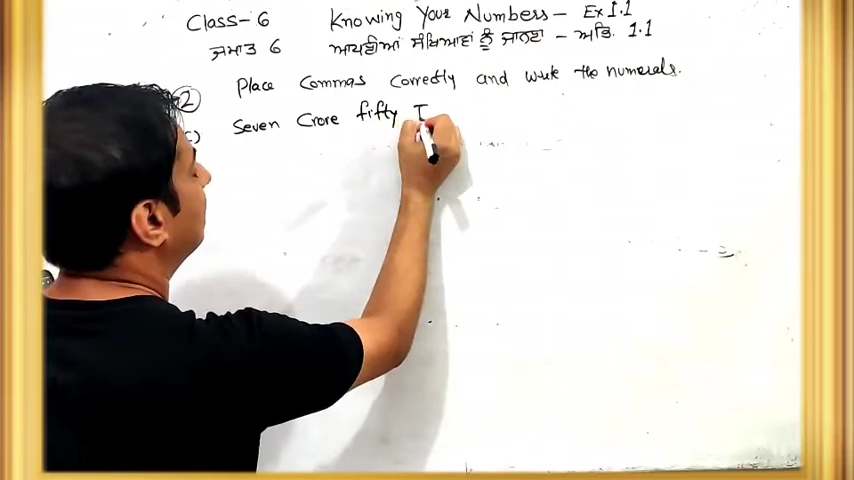 Class-6 Knowing Your Numbers - Ex 1.1
ਜਮਾਤ 6 ਆਪਣੀਆਂ ਸੰਖਿਆਵਾਂ ਨੂੰ ਜਾਨਣਾ - ਅਭਿ. 1.1
2 Place Commas Correctly and write the numerals.
c) Seven Crore fifty